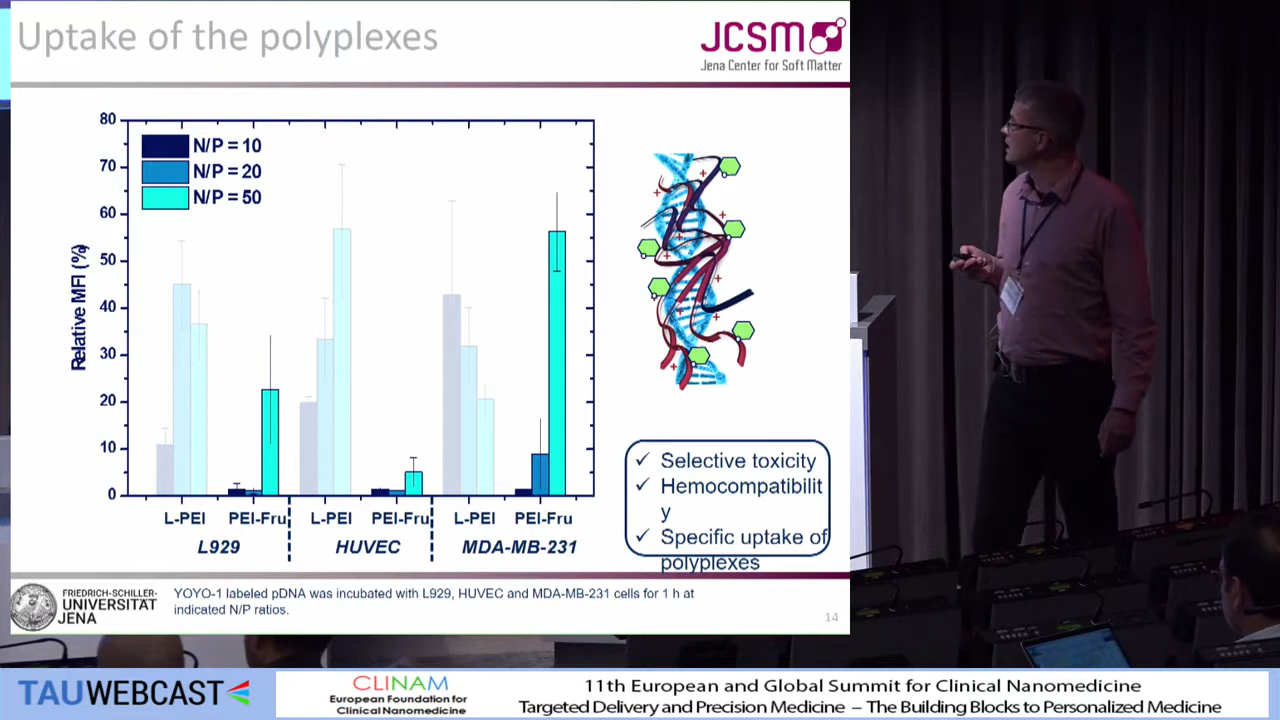 Uptake of the polyplexes
JCSM
Jena Center for Soft Matter
80
70
60
50
40
30
20
10
0
Relative MFI (%)
N/P = 10
N/P = 20
N/P = 50
L-PEI PEI-Fru L-PEI PEI-Fru L-PEI PEI-Fru
L929 HUVEC MDA-MB-231
+
+
+
+
+
+
+
+
✓ Selective toxicity
✓ Hemocompatibilit
y
✓ Specific uptake of
polyplexes
FRIEDRICH-SCHILLER-
UNIVERSITÄT
JENA
YOYO-1 labeled pDNA was incubated with L929, HUVEC and MDA-MB-231 cells for 1 h at
indicated N/P ratios.
14
TAUWEBCAST
CLINAM
European Foundation for
Clinical Nanomedicine
11th European and Global Summit for Clinical Nanomedicine
Targeted Delivery and Precision Medicine – The Building Blocks to Personalized Medicine